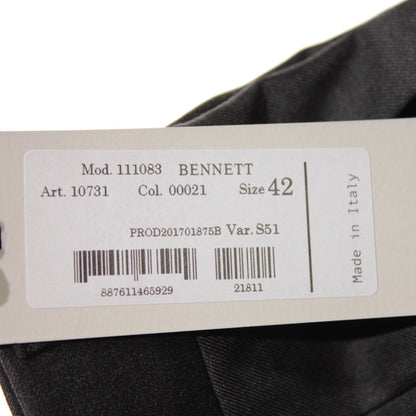 Mod. 111083 BENNETT
Art. 10731 Col. 00021 Size 42
PROD201701875B Var. S51
887611465929 21811
Made in Italy